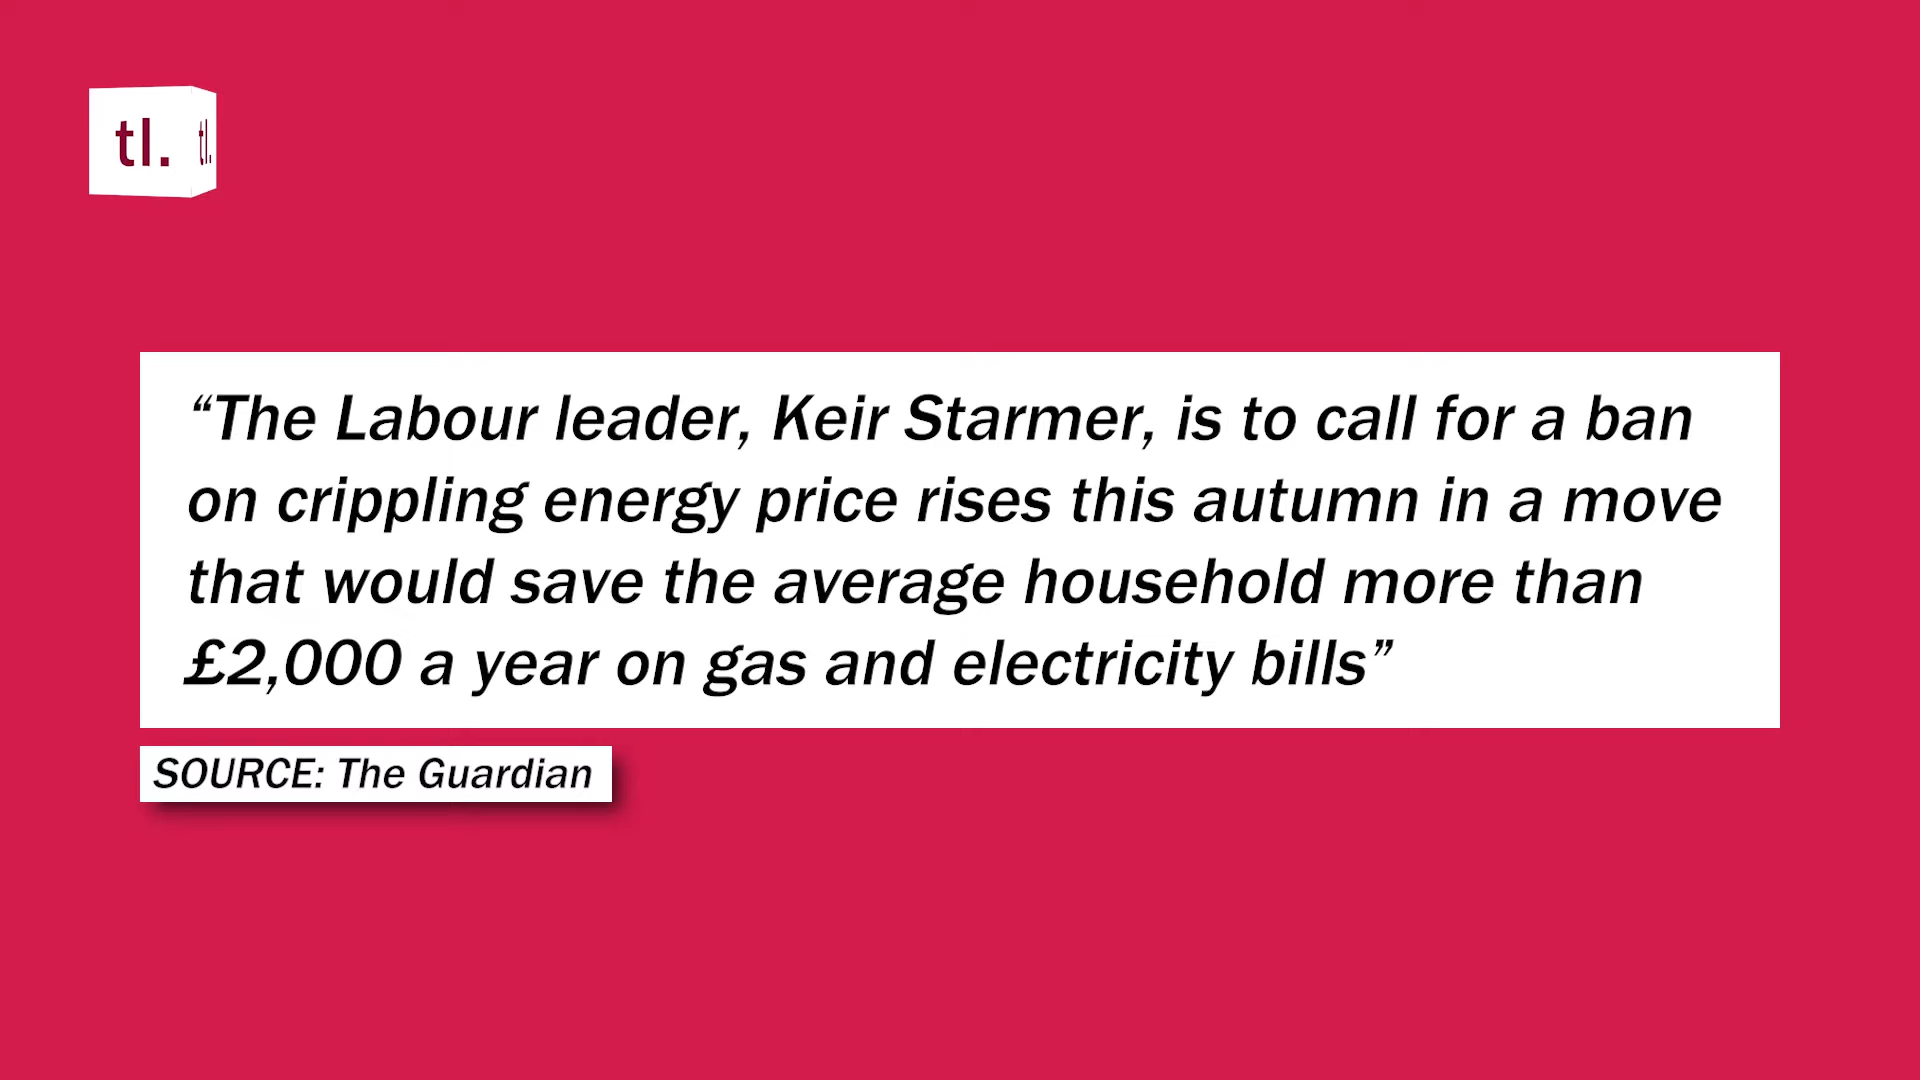 tl. tl.
“The Labour leader, Keir Starmer, is to call for a ban
on crippling energy price rises this autumn in a move
that would save the average household more than
£2,000 a year on gas and electricity bills”
SOURCE: The Guardian